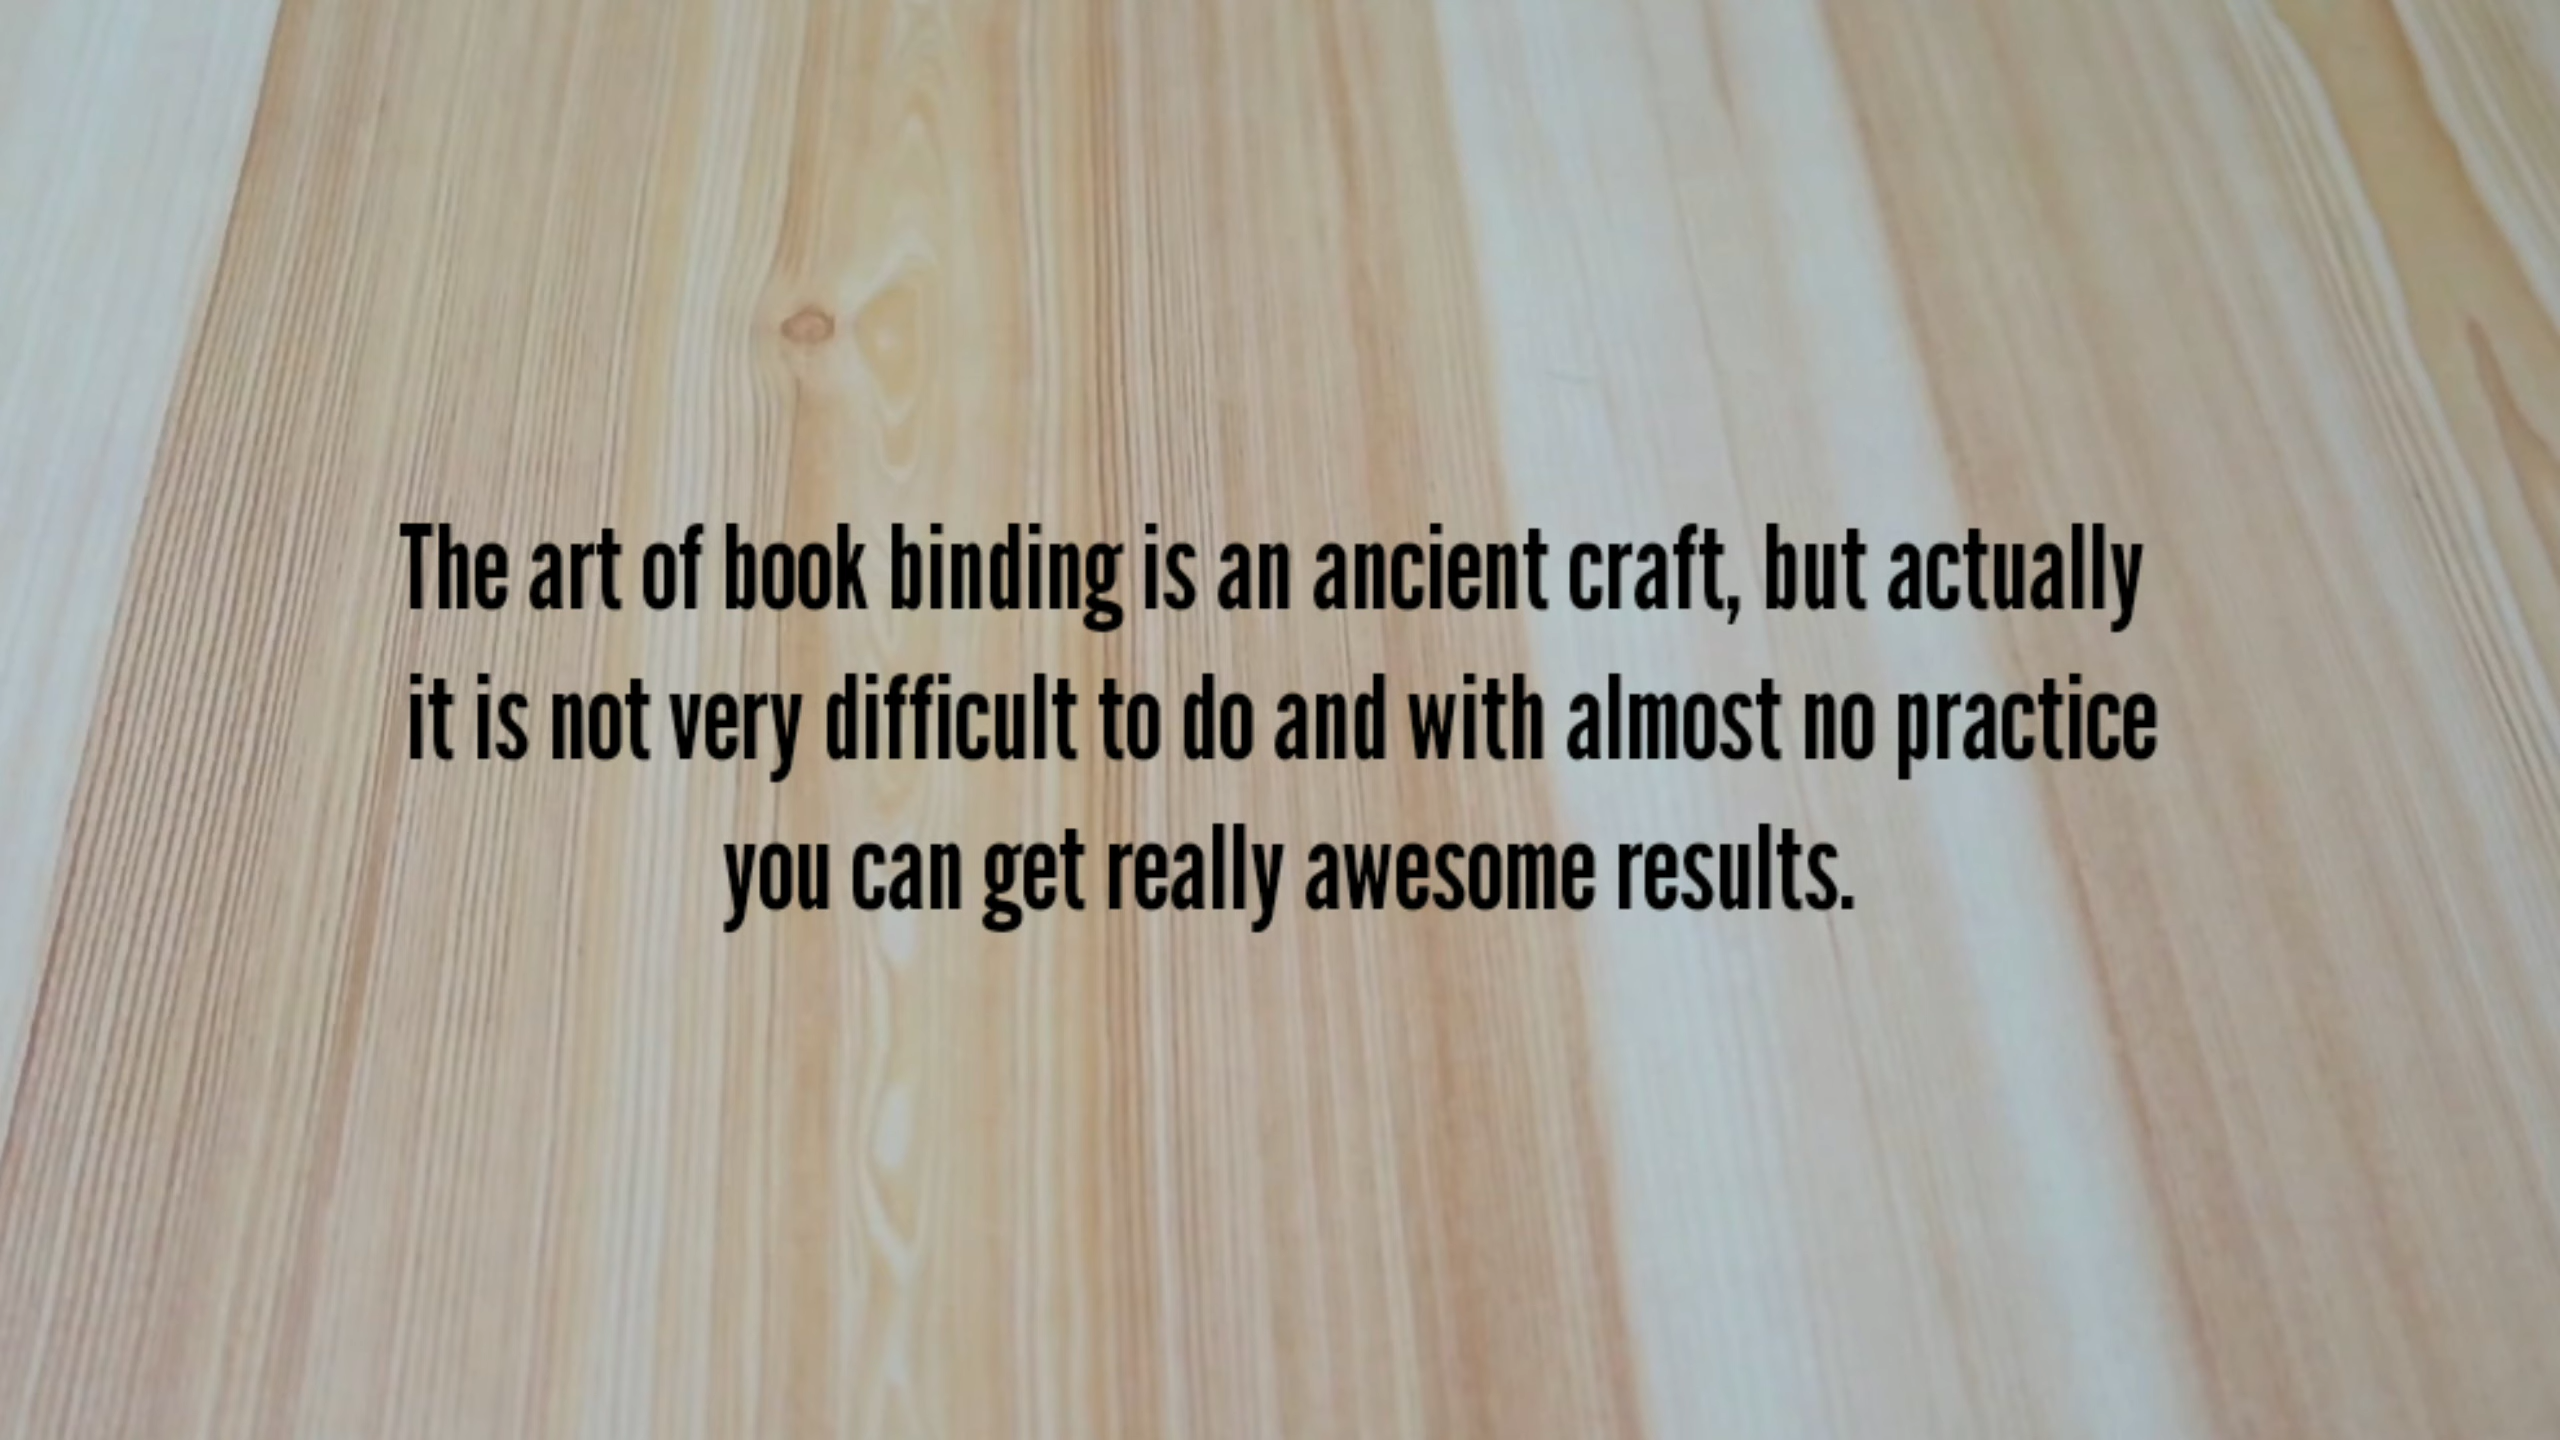 The art of book binding is an ancient craft, but actually
it is not very difficult to do and with almost no practice
you can get really awesome results.